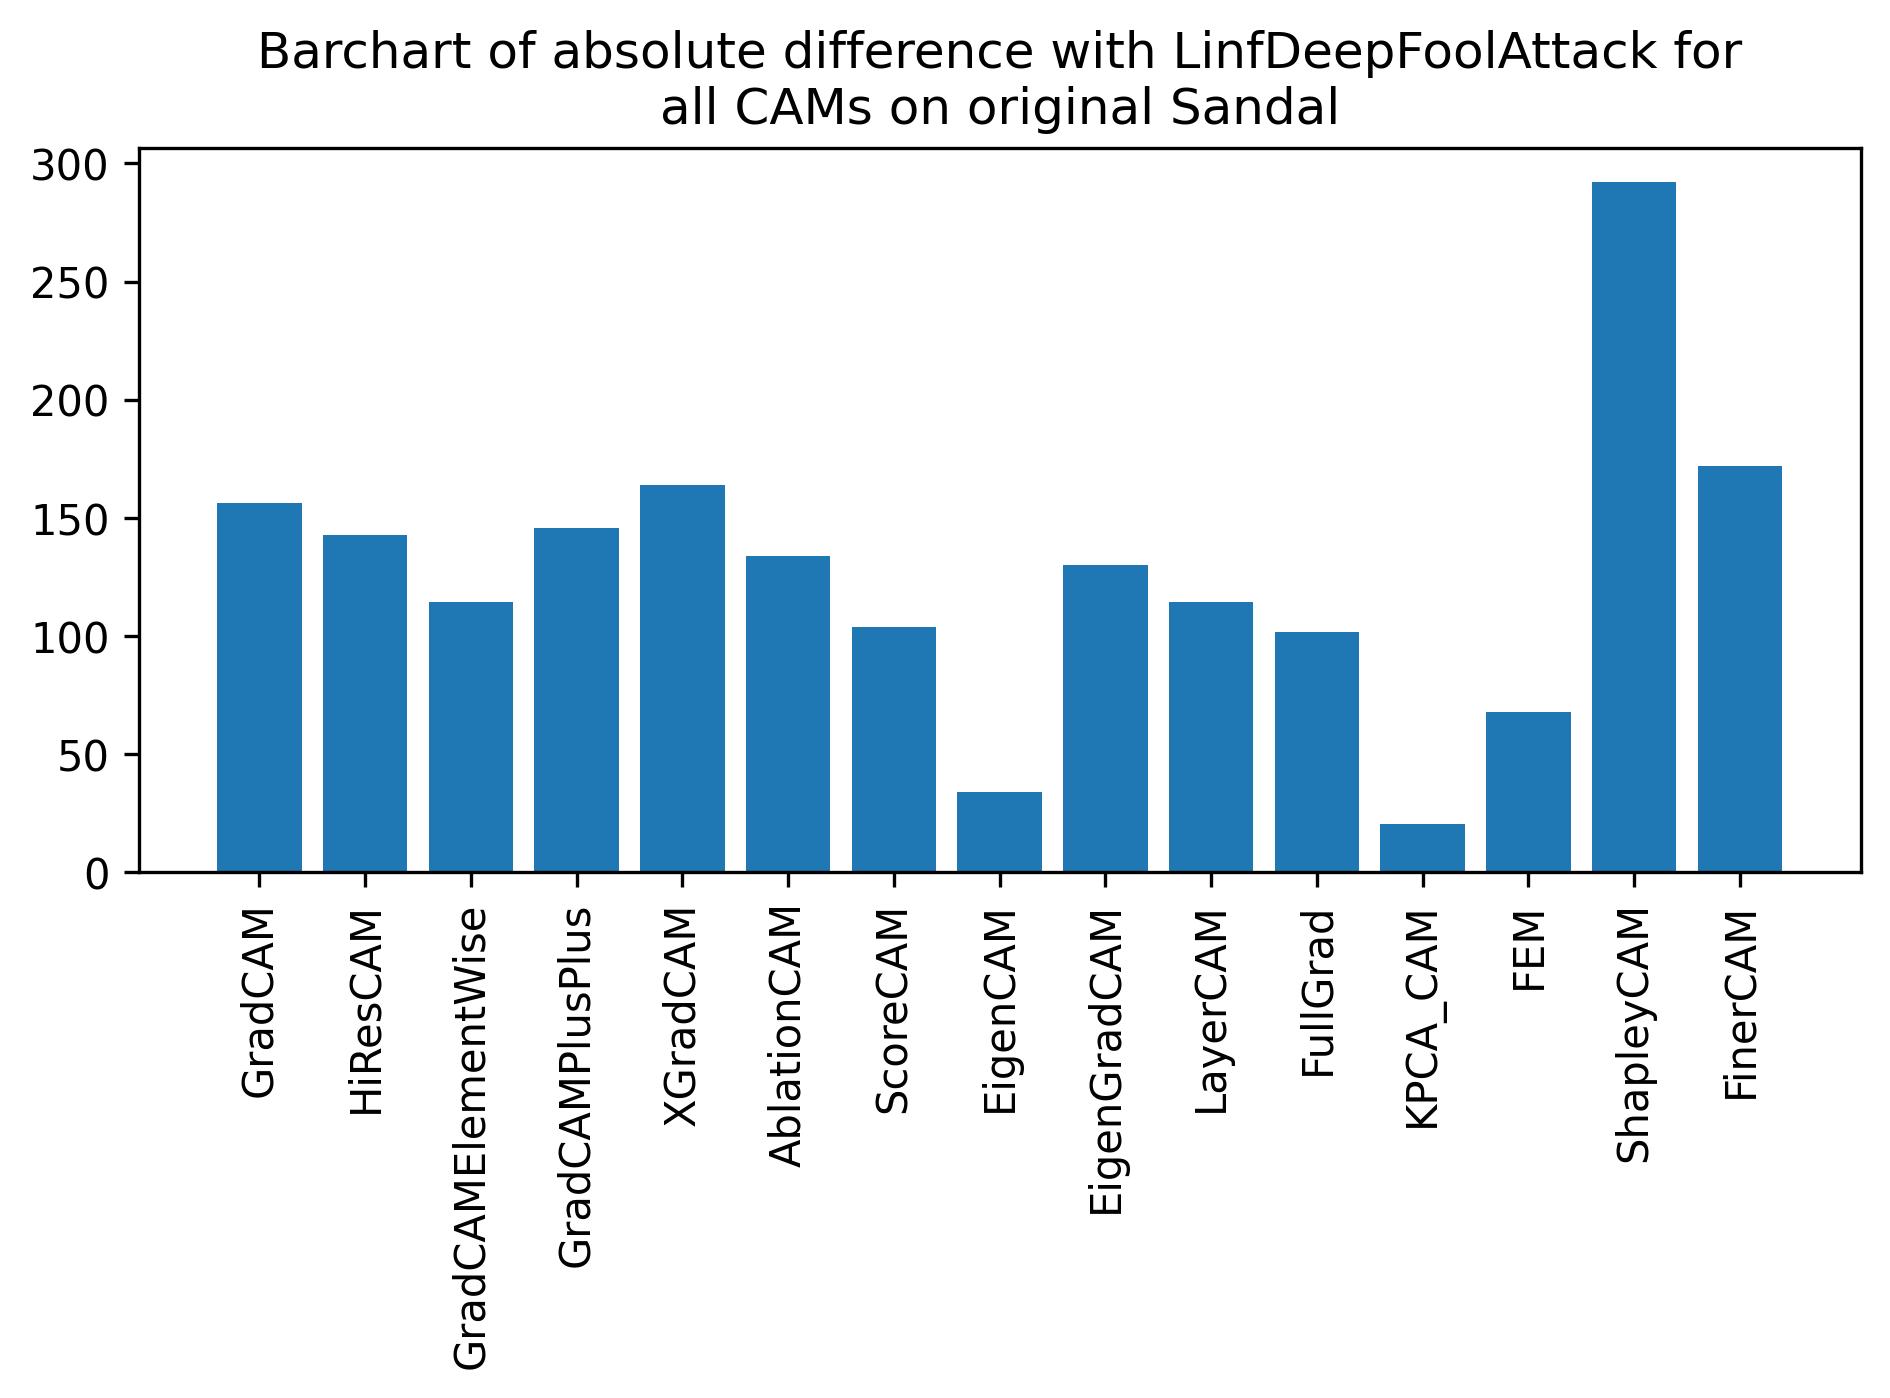 Barchart of absolute difference with LinfDeepFoolAttack for
all CAMs on original Sandal
300
250
200
150
100
50
0
GradCAM
HiResCAM
GradCAMElementWise
GradCAMPlusPlus
XGradCAM
AblationCAM
ScoreCAM
EigenCAM
EigenGradCAM
LayerCAM
FullGrad
KPCA_CAM
FEM
ShapleyCAM
FinerCAM